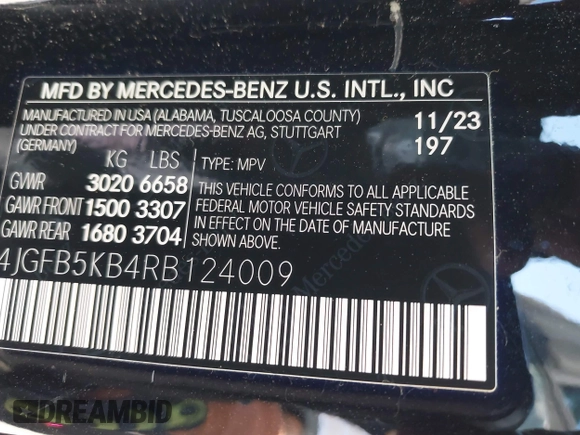 MFD BY MERCEDES-BENZ U.S. INTL., INC
MANUFACTURED IN USA (ALABAMA, TUSCALOOSA COUNTY)
UNDER CONTRACT FOR MERCEDES-BENZ AG, STUTTGART
(GERMANY)
11/23
197
KG LBS
TYPE: MPV
GVWR 3020 6658
GAWR FRONT 1500 3307
GAWR REAR 1680 3704
THIS VEHICLE CONFORMS TO ALL APPLICABLE
FEDERAL MOTOR VEHICLE SAFETY STANDARDS
IN EFFECT ON THE DATE OF MANUFACTURE
SHOWN ABOVE
4JGFB5KB4RB124009
Mercedes-Benz
DREAMBID